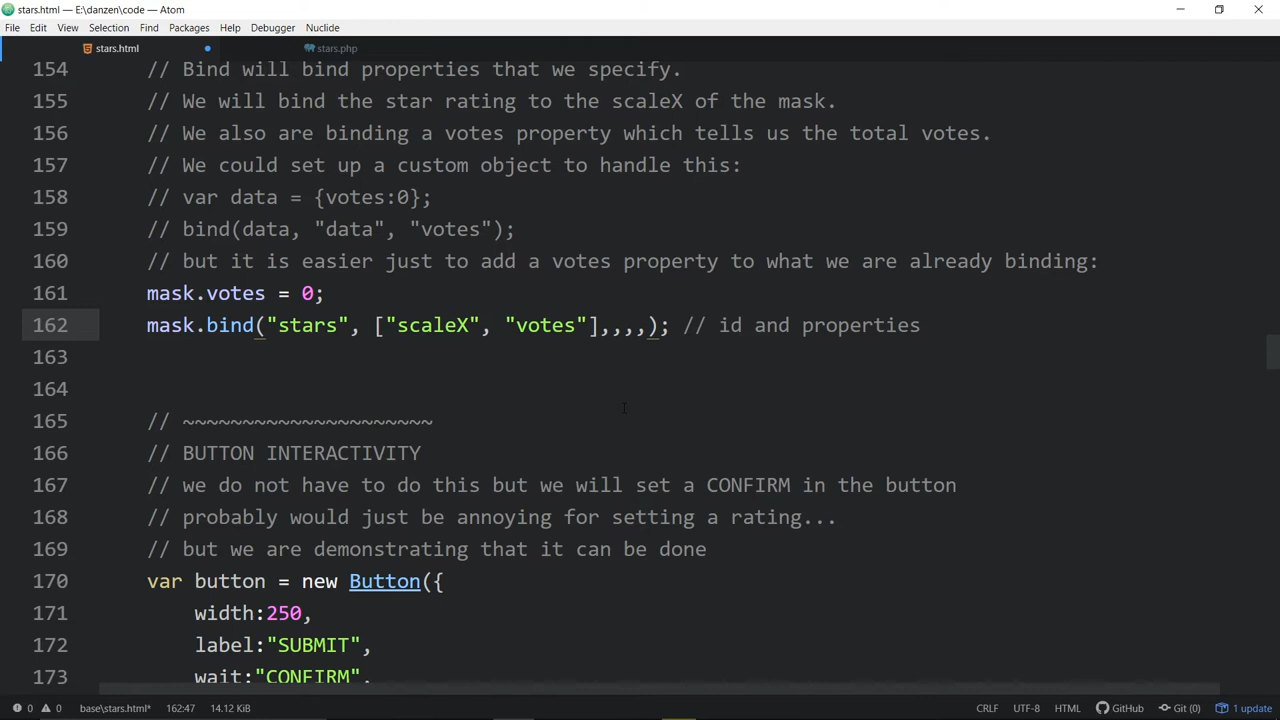 stars.html — E:\danzen\code — Atom
File Edit View Selection Find Packages Help Debugger Nuclide
stars.html stars.php
154 // Bind will bind properties that we specify.
155 // We will bind the star rating to the scaleX of the mask.
156 // We also are binding a votes property which tells us the total votes.
157 // We could set up a custom object to handle this:
158 // var data = {votes:0};
159 // bind(data, "data", "votes");
160 // but it is easier just to add a votes property to what we are already binding:
161 mask.votes = 0;
162 mask.bind("stars", ["scaleX", "votes"],,,,); // id and properties
163
164
165 // ~~~~~~~~~~~~~~~~~~~~~
166 // BUTTON INTERACTIVITY
167 // we do not have to do this but we will set a CONFIRM in the button
168 // probably would just be annoying for setting a rating...
169 // but we are demonstrating that it can be done
170 var button = new Button({
171 width:250,
172 label:"SUBMIT",
173 wait:"CONFIRM",
0 0 base\stars.html* 162:47 14.12 KiB CRLF UTF-8 HTML GitHub Git (0) 1 update